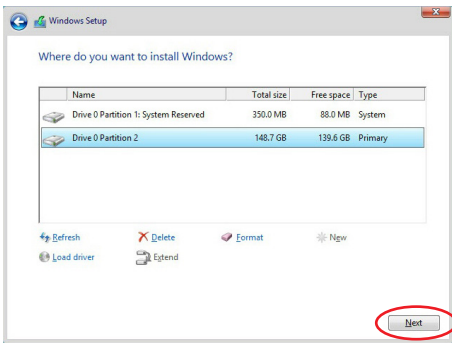 Windows Setup
Where do you want to install Windows?
Name Total size Free space Type
Drive 0 Partition 1: System Reserved 350.0 MB 88.0 MB System
Drive 0 Partition 2 148.7 GB 139.6 GB Primary
Refresh Delete Format New
Load driver Extend
Next